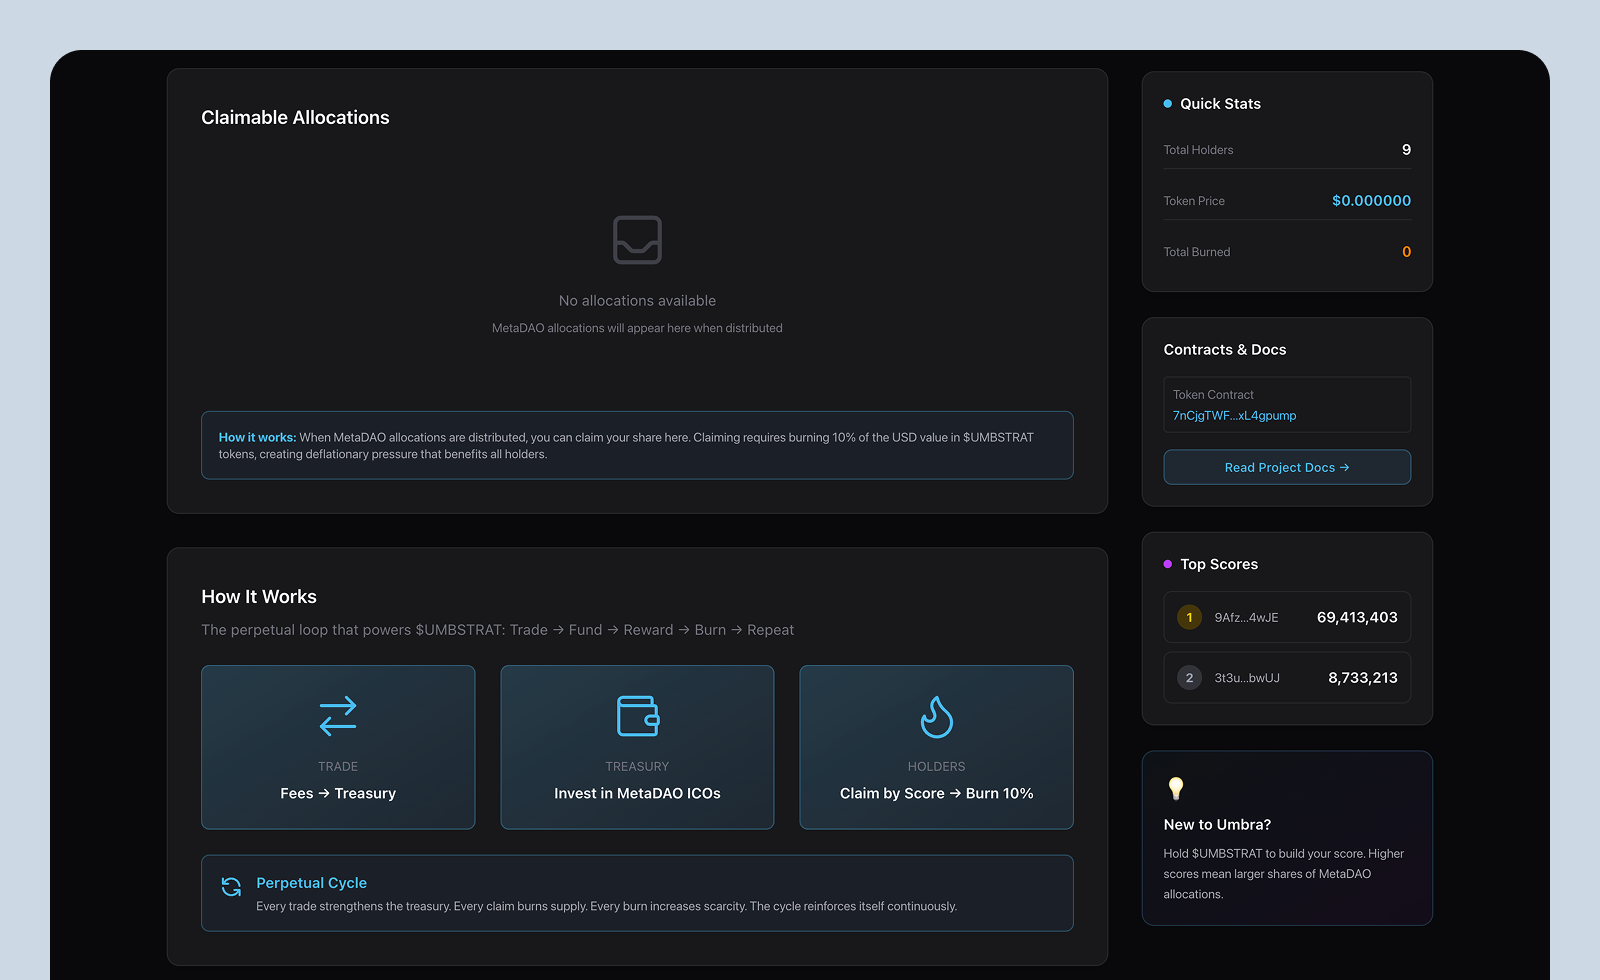 Claimable Allocations
No allocations available
MetaDAO allocations will appear here when distributed
How it works: When MetaDAO allocations are distributed, you can claim your share here. Claiming requires burning 10% of the USD value in $UMBSTRAT
tokens, creating deflationary pressure that benefits all holders.
How It Works
The perpetual loop that powers $UMBSTRAT: Trade → Fund → Reward → Burn → Repeat
TRADE
Fees → Treasury
TREASURY
Invest in MetaDAO ICOs
HOLDERS
Claim by Score → Burn 10%
Perpetual Cycle
Every trade strengthens the treasury. Every claim burns supply. Every burn increases scarcity. The cycle reinforces itself continuously.
Quick Stats
Total Holders 9
Token Price $0.000000
Total Burned 0
Contracts & Docs
Token Contract
7nCjgTWF...xL4gpump
Read Project Docs →
Top Scores
1 9Afz...4wJE 69,413,403
2 3t3u...bwUJ 8,733,213
New to Umbra?
Hold $UMBSTRAT to build your score. Higher
scores mean larger shares of MetaDAO
allocations.